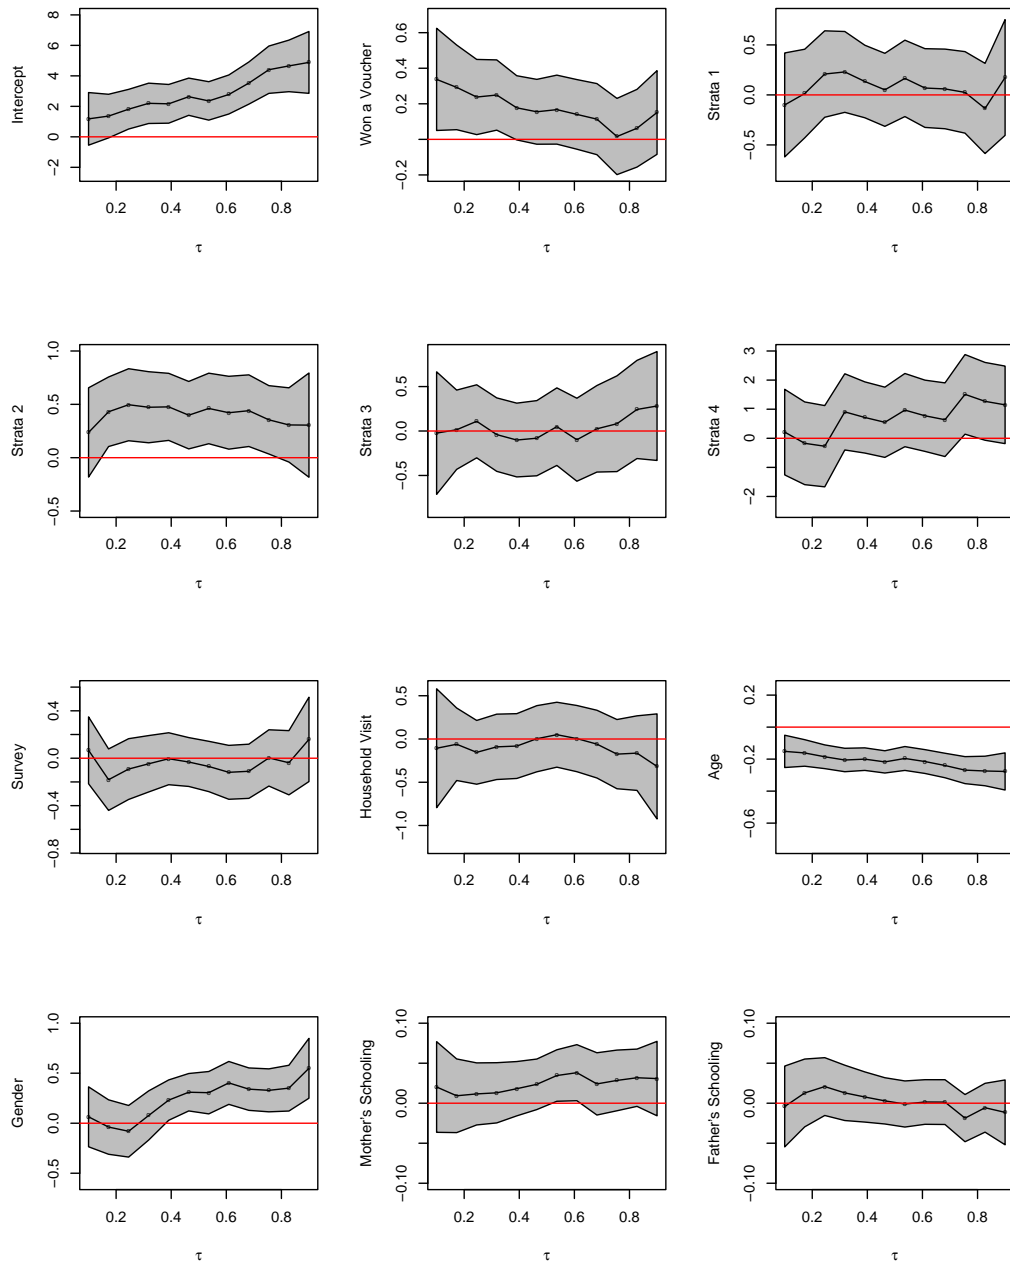 Intercept
−2 0 2 4 6 8
0.2 0.4 0.6 0.8
τ
Won a Voucher
−0.2 0.2 0.4 0.6
0.2 0.4 0.6 0.8
τ
Strata 1
−0.5 0.0 0.5
0.2 0.4 0.6 0.8
τ
Strata 2
−0.5 0.0 0.5 1.0
0.2 0.4 0.6 0.8
τ
Strata 3
−0.5 0.0 0.5
0.2 0.4 0.6 0.8
τ
Strata 4
−2 0 1 2 3
0.2 0.4 0.6 0.8
τ
Survey
−0.8 −0.4 0.0 0.4
0.2 0.4 0.6 0.8
τ
Household Visit
−1.0 −0.5 0.0 0.5
0.2 0.4 0.6 0.8
τ
Age
−0.6 −0.2 0.2
0.2 0.4 0.6 0.8
τ
Gender
−0.5 0.0 0.5 1.0
0.2 0.4 0.6 0.8
τ
Mother's Schooling
−0.10 0.00 0.10
0.2 0.4 0.6 0.8
τ
Father's Schooling
−0.10 0.00 0.10
0.2 0.4 0.6 0.8
τ